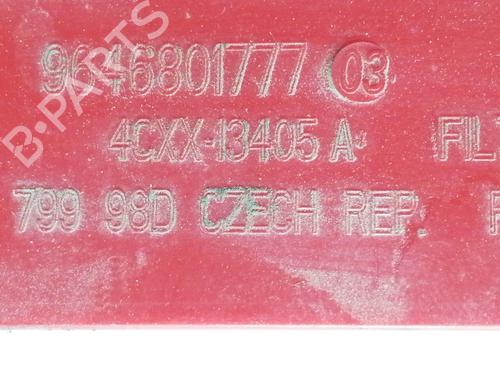 9646801777 03
4CXX-13405 A FIL
799 98D CZECH REP.
B-PARTS